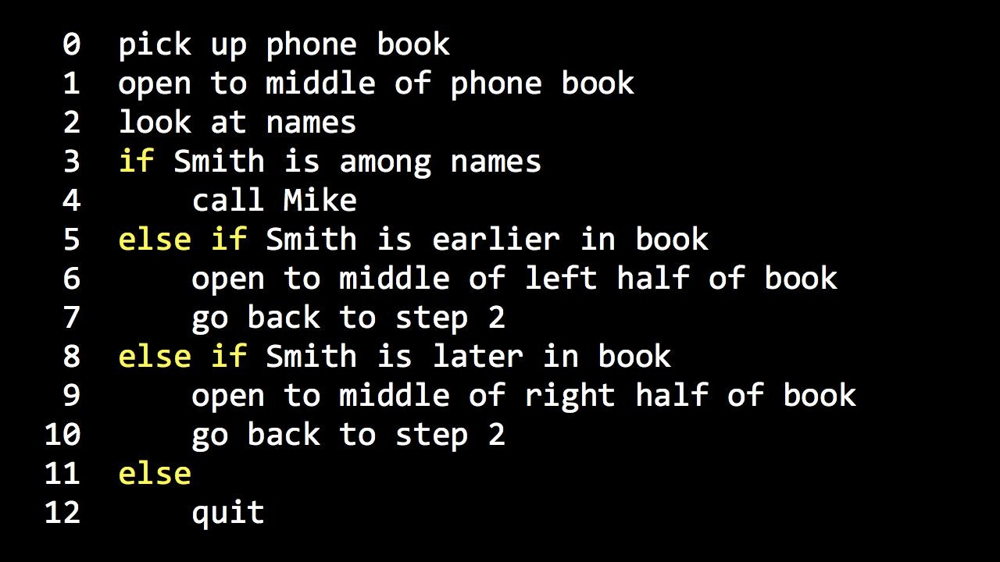 0 pick up phone book
1 open to middle of phone book
2 look at names
3 if Smith is among names
4     call Mike
5 else if Smith is earlier in book
6     open to middle of left half of book
7     go back to step 2
8 else if Smith is later in book
9     open to middle of right half of book
10     go back to step 2
11 else
12     quit